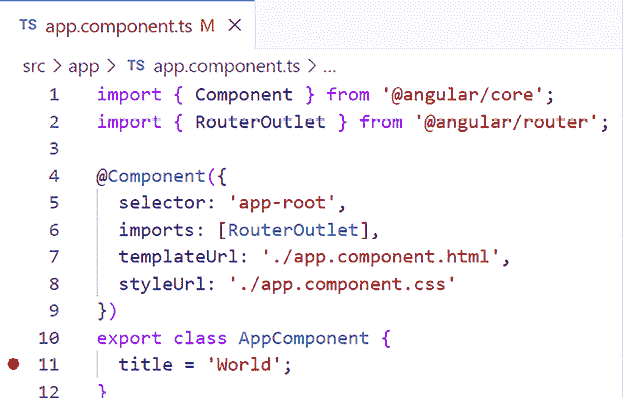 TS app.component.ts M ×
src > app > TS app.component.ts > ...
1 import { Component } from '@angular/core';
2 import { RouterOutlet } from '@angular/router';
3
4 @Component({
5   selector: 'app-root',
6   imports: [RouterOutlet],
7   templateUrl: './app.component.html',
8   styleUrl: './app.component.css'
9 })
10 export class AppComponent {
11   title = 'World';
12 }